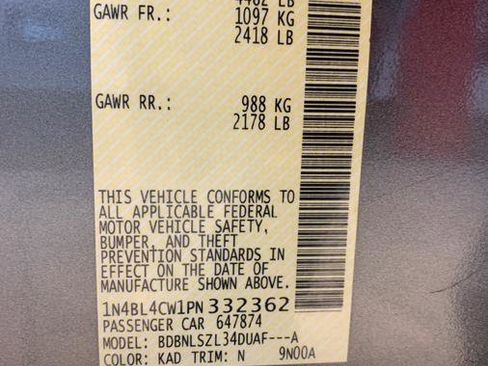 4462 LB
GAWR FR.: 1097 KG
2418 LB
GAWR RR.: 988 KG
2178 LB
THIS VEHICLE CONFORMS TO
ALL APPLICABLE FEDERAL
MOTOR VEHICLE SAFETY,
BUMPER, AND THEFT
PREVENTION STANDARDS IN
EFFECT ON THE DATE OF
MANUFACTURE SHOWN ABOVE.
1N4BL4CW1PN332362
PASSENGER CAR 647874
MODEL: BDBNLSZL34DUAF---A
COLOR: KAD TRIM: N 9N00A